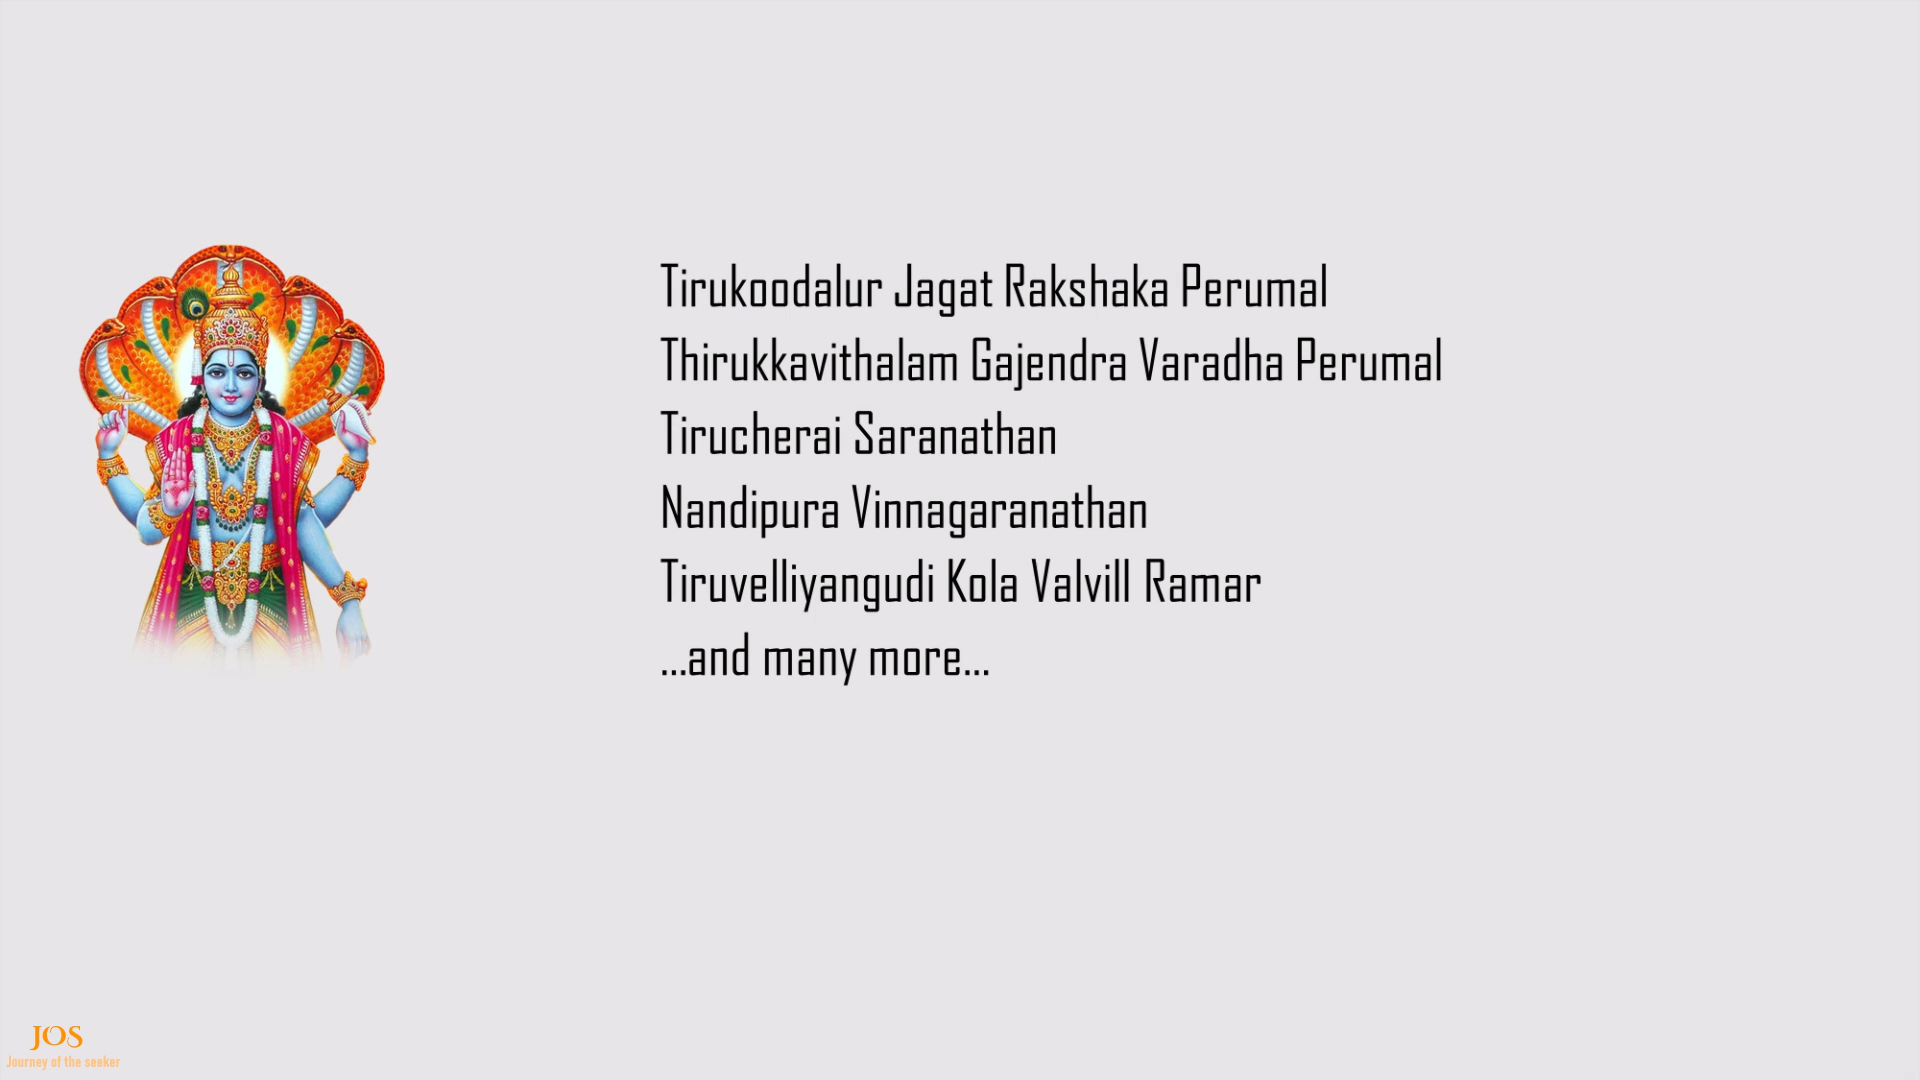 Tirukoodalur Jagat Rakshaka Perumal
Thirukkavithalam Gajendra Varadha Perumal
Tirucherai Saranathan
Nandipura Vinnagaranathan
Tiruvelliyangudi Kola Valvill Ramar
...and many more...
JOS
Journey of the seeker